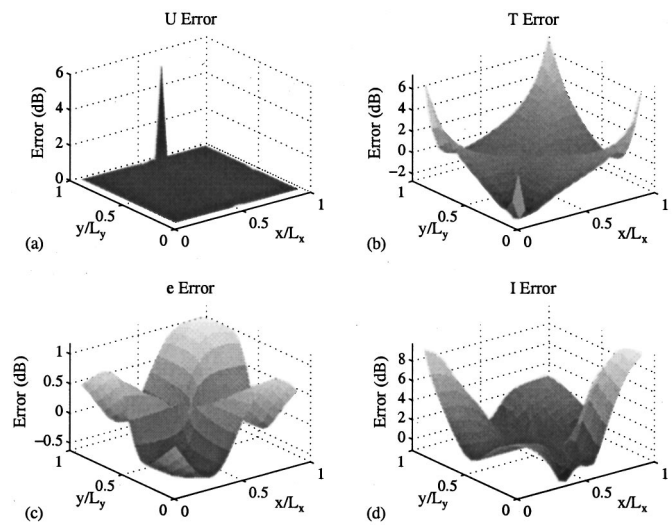 U Error
Error (dB)
6
4
2
0
1
0.5
0
y/Ly
0
0.5
1
x/Lx
(a)
T Error
Error (dB)
6
4
2
0
−2
1
0.5
0
y/Ly
0
0.5
1
x/Lx
(b)
e Error
Error (dB)
1
0.5
0
−0.5
1
0.5
0
y/Ly
0
0.5
1
x/Lx
(c)
I Error
Error (dB)
8
6
4
2
0
1
0.5
0
y/Ly
0
0.5
1
x/Lx
(d)